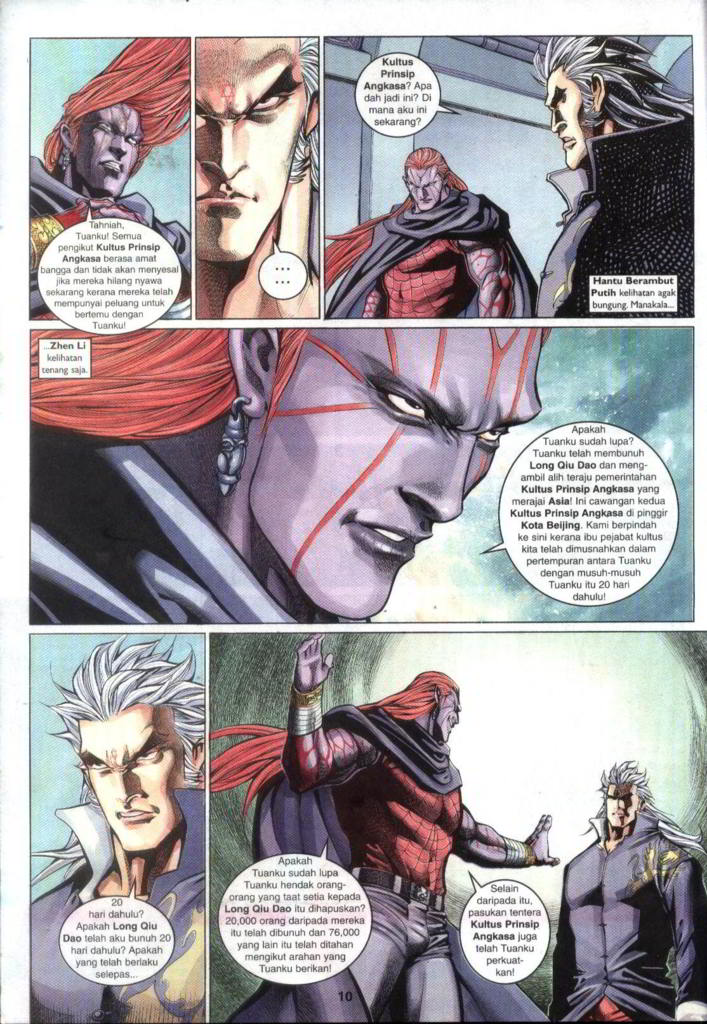 Tahniah,
Tuanku! Semua
pengikut Kultus Prinsip
Angkasa berasa amat
bangga dan tidak akan menyesal
jika mereka hilang nyawa
sekarang kerana mereka telah
mempunyai peluang untuk
bertemu dengan
Tuanku!
...
...
Kultus
Prinsip
Angkasa? Apa
dah jadi ini? Di
mana aku ini
sekarang?
Hantu Berambut
Putih kelihatan agak
bungung. Manakala...
...Zhen Li
kelihatan
tenang saja.
Apakah
Tuanku sudah lupa?
Tuanku telah membunuh
Long Qiu Dao dan meng-
ambil alih teraju pemerintahan
Kultus Prinsip Angkasa yang
merajai Asia! Ini cawangan kedua
Kultus Prinsip Angkasa di pinggir
Kota Beijing. Kami berpindah
ke sini kerana ibu pejabat kultus
kita telah dimusnahkan dalam
pertempuran antara Tuanku
dengan musuh-musuh
Tuanku itu 20 hari
dahulu!
20
hari dahulu?
Apakah Long Qiu
Dao telah aku bunuh 20
hari dahulu? Apakah
yang telah berlaku
selepas...
Apakah
Tuanku sudah lupa
Tuanku hendak orang-
orang yang taat setia kepada
Long Qiu Dao itu dihapuskan?
20,000 orang daripada mereka
itu telah dibunuh dan 76,000
yang lain itu telah ditahan
mengikut arahan yang
Tuanku berikan!
Selain
daripada itu,
pasukan tentera
Kultus Prinsip
Angkasa juga
telah Tuanku
perkuat-
kan!
10